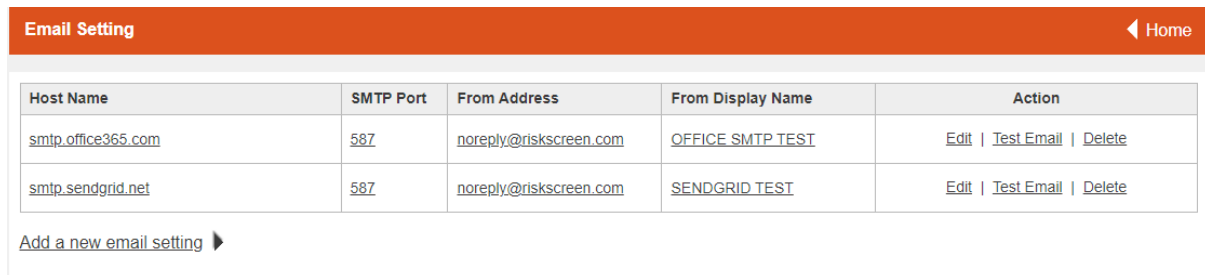 Email Setting Home
Host Name SMTP Port From Address From Display Name Action
smtp.office365.com 587 noreply@riskscreen.com OFFICE SMTP TEST Edit | Test Email | Delete
smtp.sendgrid.net 587 noreply@riskscreen.com SENDGRID TEST Edit | Test Email | Delete
Add a new email setting